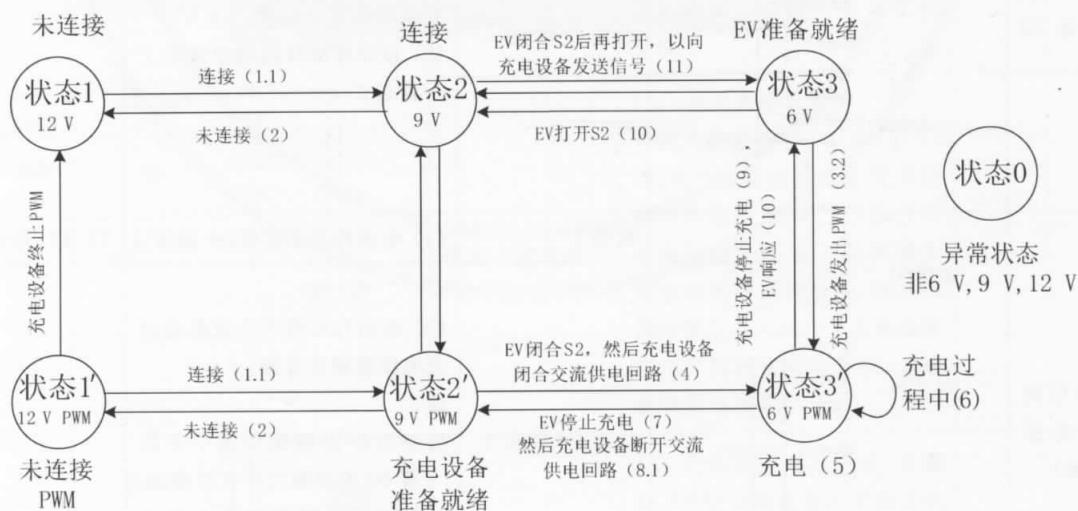 未连接
连接
EV准备就绪
状态1
12 V
连接（1.1）
未连接（2）
状态2
9 V
EV闭合S2后再打开，以向
充电设备发送信号（11）
EV打开S2（10）
状态3
6 V
状态0
异常状态
非6 V,9 V,12 V
充电设备终止PWM
充电设备停止充电（9），
EV响应（10）
充电设备发出PWM（3.2）
状态1′
12 V PWM
未连接
PWM
连接（1.1）
未连接（2）
状态2′
9V PWM
充电设备
准备就绪
EV闭合S2，然后充电设备
闭合交流供电回路（4）
EV停止充电（7）
然后充电设备断开交流
供电回路（8.1）
状态3′
6V PWM
充电（5）
充电过
程中(6)